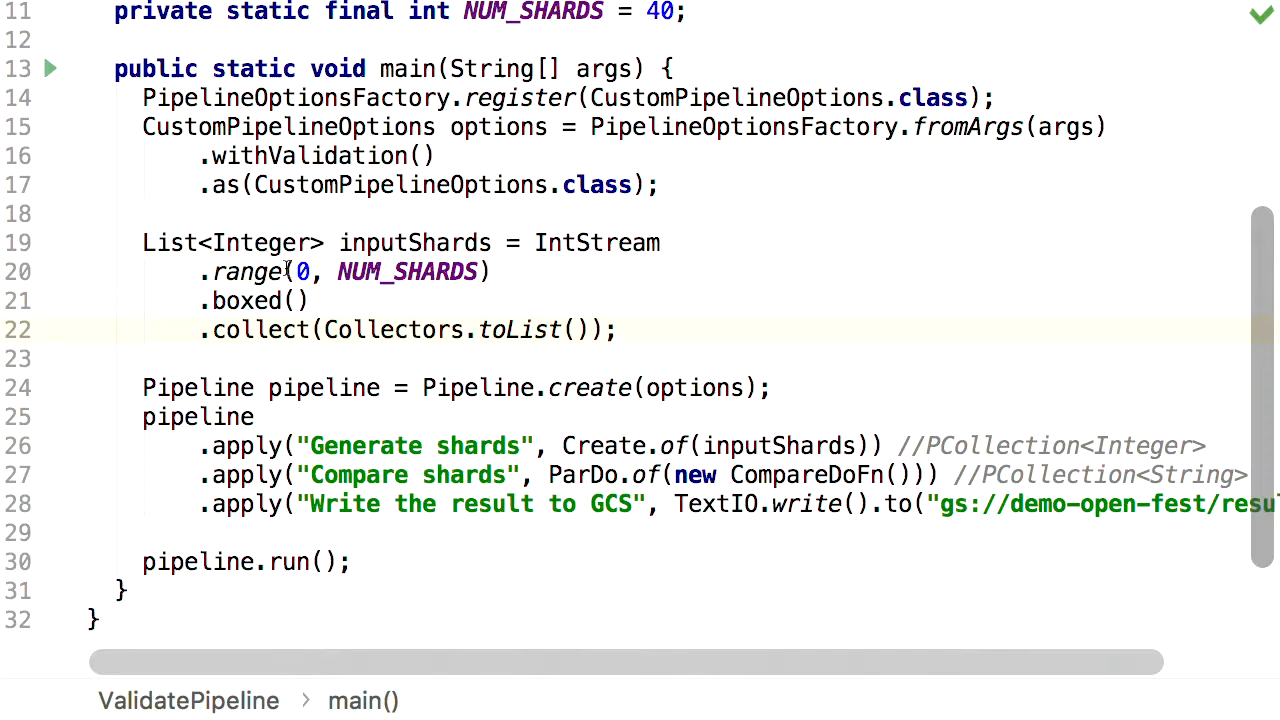 11 private static final int NUM_SHARDS = 40;
12
13 public static void main(String[] args) {
14 PipelineOptionsFactory.register(CustomPipelineOptions.class);
15 CustomPipelineOptions options = PipelineOptionsFactory.fromArgs(args)
16 .withValidation()
17 .as(CustomPipelineOptions.class);
18
19 List<Integer> inputShards = IntStream
20 .range(0, NUM_SHARDS)
21 .boxed()
22 .collect(Collectors.toList());
23
24 Pipeline pipeline = Pipeline.create(options);
25 pipeline
26 .apply("Generate shards", Create.of(inputShards)) //PCollection<Integer>
27 .apply("Compare shards", ParDo.of(new CompareDoFn())) //PCollection<String>
28 .apply("Write the result to GCS", TextIO.write().to("gs://demo-open-fest/resu
29
30 pipeline.run();
31 }
32 }
ValidatePipeline > main()